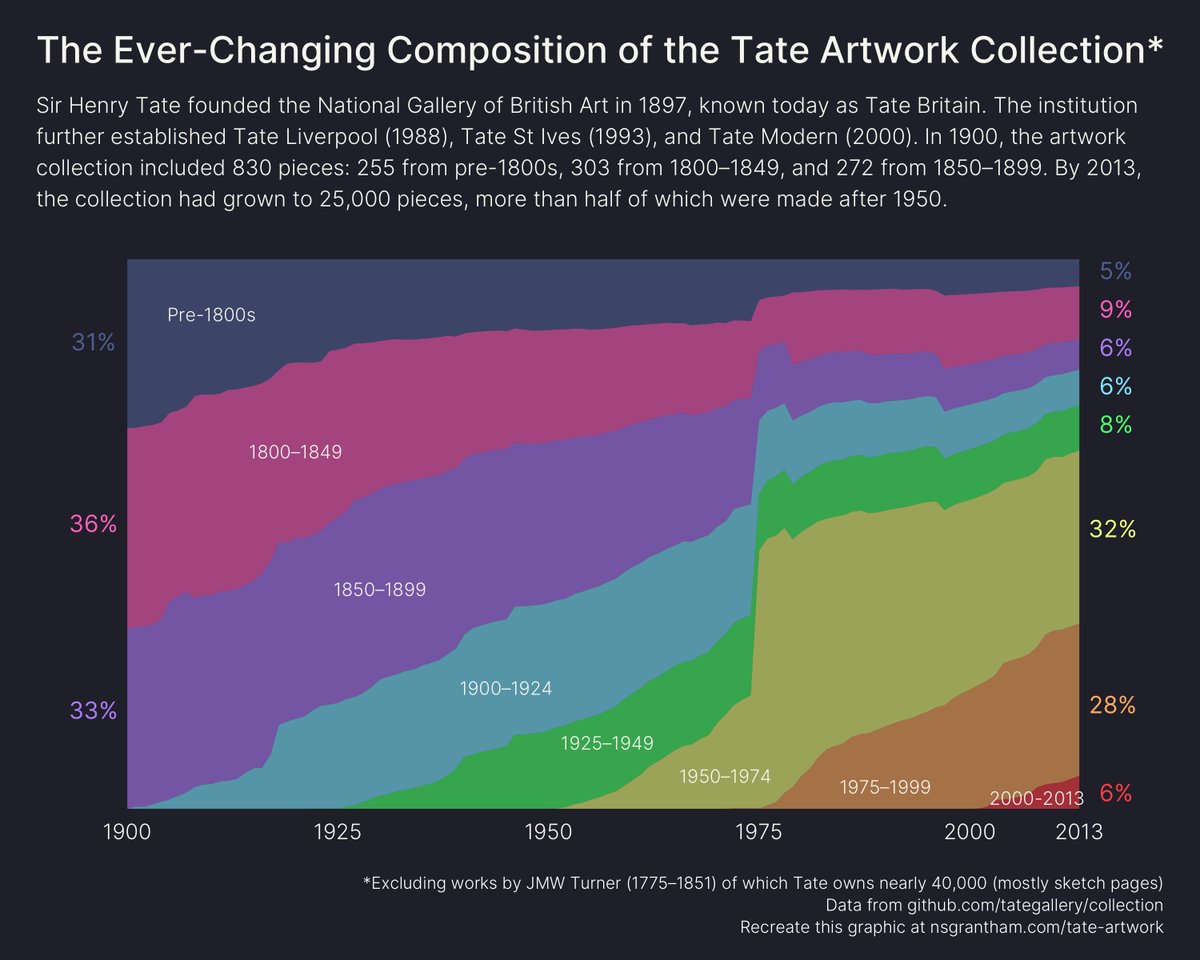 The Ever-Changing Composition of the Tate Artwork Collection*
Sir Henry Tate founded the National Gallery of British Art in 1897, known today as Tate Britain. The institution
further established Tate Liverpool (1988), Tate St Ives (1993), and Tate Modern (2000). In 1900, the artwork
collection included 830 pieces: 255 from pre-1800s, 303 from 1800–1849, and 272 from 1850–1899. By 2013,
the collection had grown to 25,000 pieces, more than half of which were made after 1950.
5%
9%
Pre-1800s
31%
6%
6%
8%
1800–1849
36%
32%
1850–1899
1900–1924
33%
28%
1925–1949
1950–1974
1975–1999
2000-2013
6%
1900
1925
1950
1975
2000
2013
*Excluding works by JMW Turner (1775–1851) of which Tate owns nearly 40,000 (mostly sketch pages)
Data from github.com/tategallery/collection
Recreate this graphic at nsgrantham.com/tate-artwork